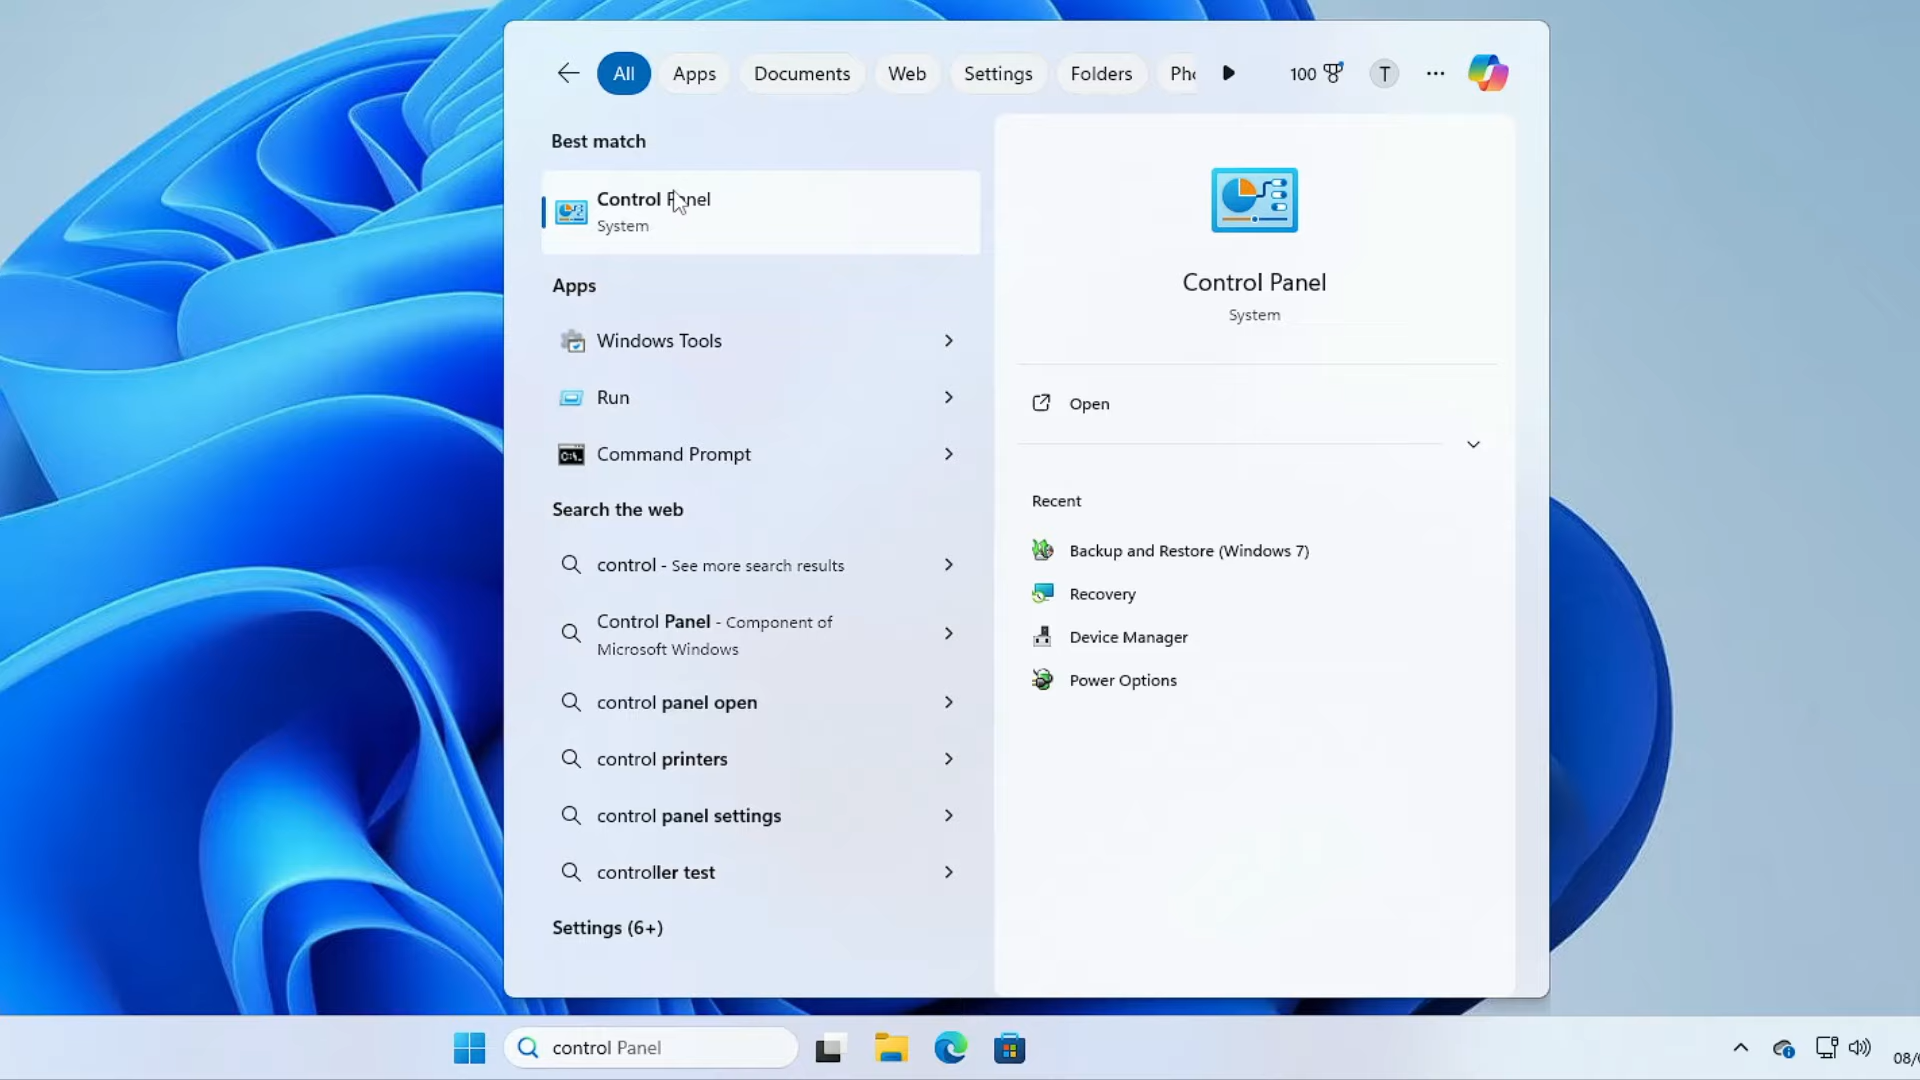 All
Apps
Documents
Web
Settings
Folders
Pho
100
T
Best match
Control Panel
System
Apps
Windows Tools
Run
Command Prompt
Search the web
control - See more search results
Control Panel - Component of
Microsoft Windows
control panel open
control printers
control panel settings
controller test
Settings (6+)
Control Panel
System
Open
Recent
Backup and Restore (Windows 7)
Recovery
Device Manager
Power Options
control Panel
08/